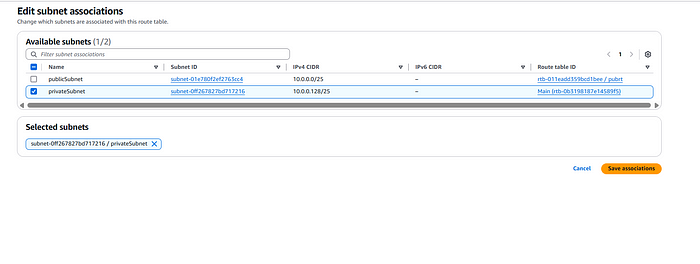 Edit subnet associations
Change which subnets are associated with this route table.
Available subnets (1/2)
Filter subnet associations
1
Name Subnet ID IPv4 CIDR IPv6 CIDR Route table ID
publicSubnet subnet-01e780f2ef2763cc4 10.0.0.0/25 – rtb-011eadd359bcd1bee / pubrt
privateSubnet subnet-0ff267827bd717216 10.0.0.128/25 – Main (rtb-0b3198187e14589f5)
Selected subnets
subnet-0ff267827bd717216 / privateSubnet
Cancel Save associations